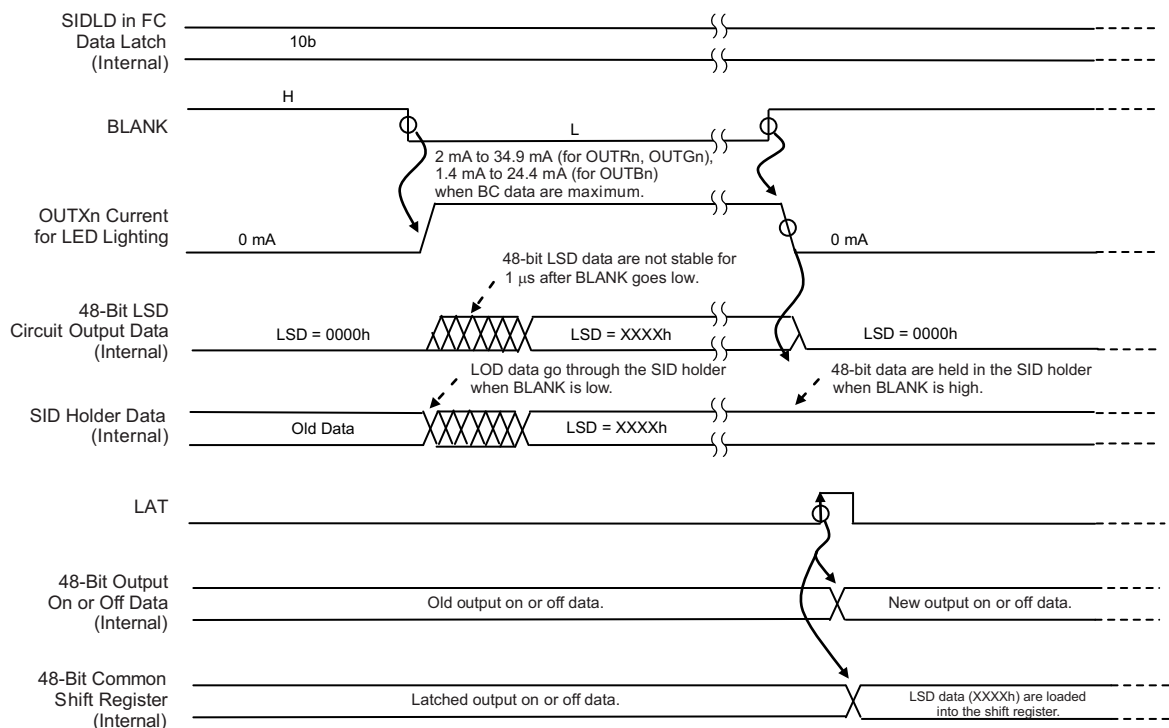 SIDLD in FC
Data Latch
(Internal)
10b
H
BLANK
L
2 mA to 34.9 mA (for OUTRn, OUTGn),
1.4 mA to 24.4 mA (for OUTBn)
when BC data are maximum.
OUTXn Current
for LED Lighting
0 mA
0 mA
48-bit LSD data are not stable for
1 μs after BLANK goes low.
48-Bit LSD
Circuit Output Data
(Internal)
LSD = 0000h
LSD = XXXXh
LSD = 0000h
LOD data go through the SID holder
when BLANK is low.
48-bit data are held in the SID holder
when BLANK is high.
SID Holder Data
(Internal)
Old Data
LSD = XXXXh
LAT
48-Bit Output
On or Off Data
(Internal)
Old output on or off data.
New output on or off data.
48-Bit Common
Shift Register
(Internal)
Latched output on or off data.
LSD data (XXXXh) are loaded
into the shift register.